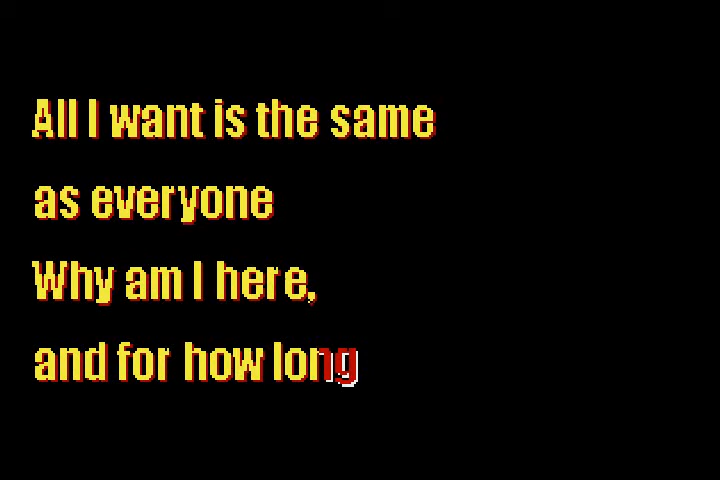 All I want is the same
as everyone
Why am I here,
and for how long